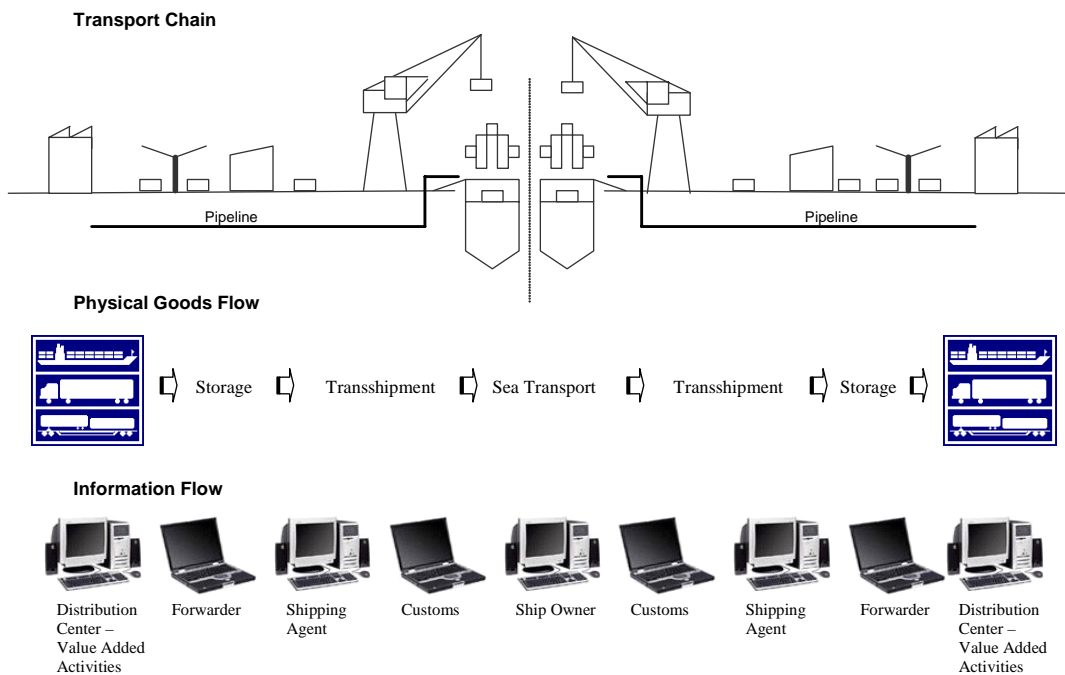 Transport Chain
Pipeline
Pipeline
Physical Goods Flow
Storage
Transshipment
Sea Transport
Transshipment
Storage
Information Flow
Distribution
Center –
Value Added
Activities
Forwarder
Shipping
Agent
Customs
Ship Owner
Customs
Shipping
Agent
Forwarder
Distribution
Center –
Value Added
Activities